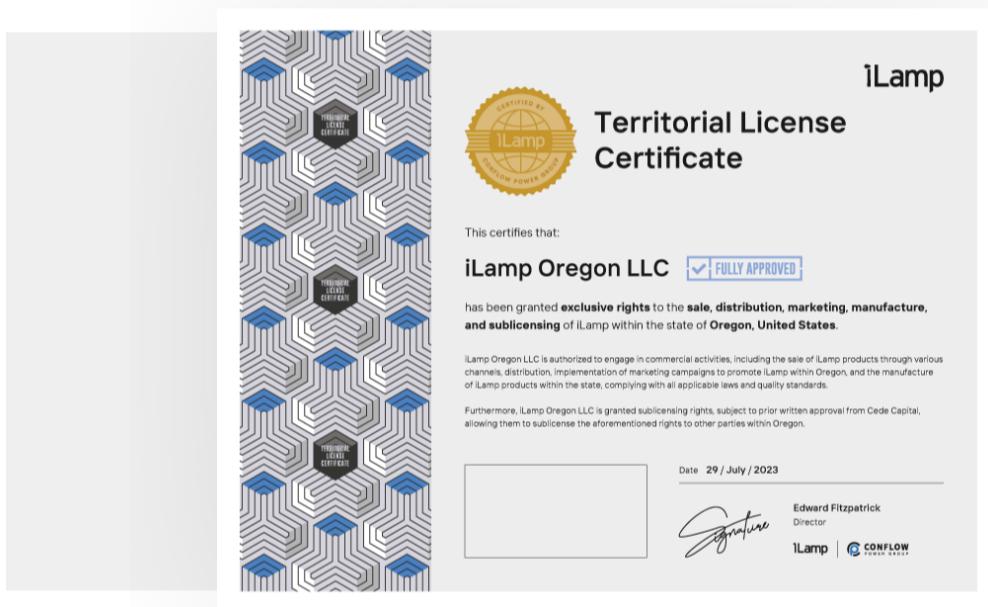 iLamp
CERTIFIED BY
iLamp
CONFLOW POWER GROUP
Territorial License
Certificate
TERRITORIAL
LICENSE
CERTIFICATE
TERRITORIAL
LICENSE
CERTIFICATE
TERRITORIAL
LICENSE
CERTIFICATE
This certifies that:
iLamp Oregon LLC
FULLY APPROVED
has been granted exclusive rights to the sale, distribution, marketing, manufacture,
and sublicensing of iLamp within the state of Oregon, United States.
iLamp Oregon LLC is authorized to engage in commercial activities, including the sale of iLamp products through various
channels, distribution, implementation of marketing campaigns to promote iLamp within Oregon, and the manufacture
of iLamp products within the state, complying with all applicable laws and quality standards.
Furthermore, iLamp Oregon LLC is granted sublicensing rights, subject to prior written approval from Cede Capital,
allowing them to sublicense the aforementioned rights to other parties within Oregon.
Date 29 / July / 2023
Signature
Edward Fitzpatrick
Director
iLamp
CONFLOW
POWER GROUP